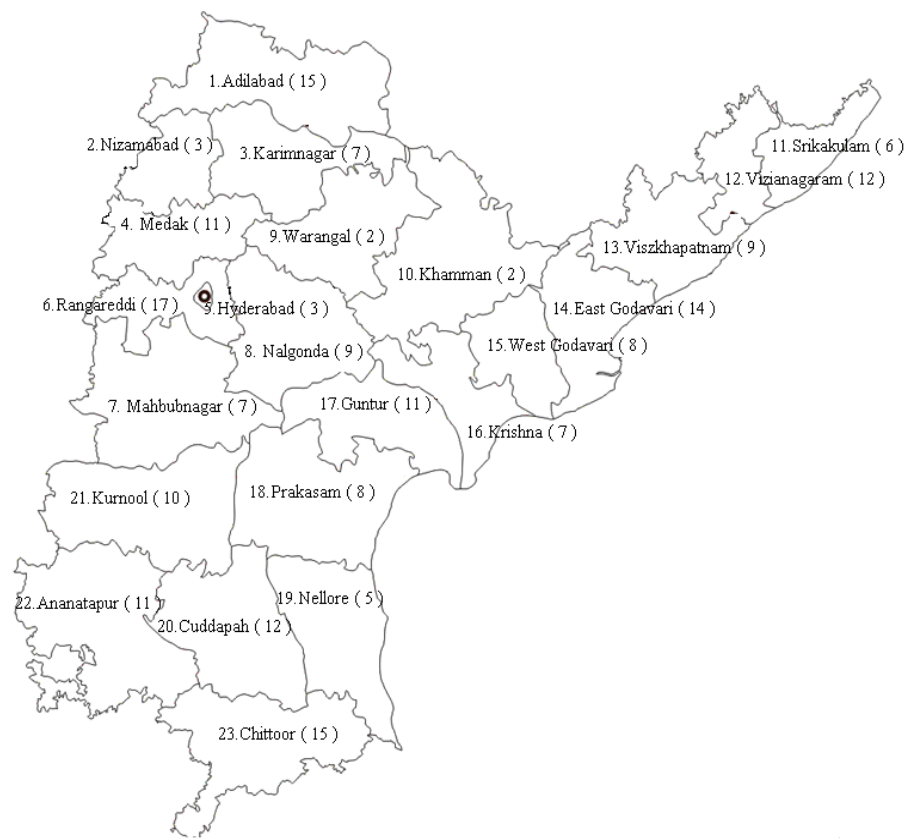 1.Adilabad ( 15 )
2.Nizamabad ( 3 )
3.Karimnagar ( 7 )
11.Srikakulam ( 6 )
12.Vizianagaram ( 12 )
4. Medak ( 11 )
9.Warangal ( 2 )
13.Viszkhapatnam ( 9 )
10.Khamman ( 2 )
6.Rangareddi ( 17 )
5.Hyderabad ( 3 )
14.East Godavari ( 14 )
8. Nalgonda ( 9 )
15.West Godavari ( 8 )
7. Mahbubnagar ( 7 )
17.Guntur ( 11 )
16.Krishna ( 7 )
21.Kurnool ( 10 )
18.Prakasam ( 8 )
22.Ananatapur ( 11 )
19.Nellore ( 5 )
20.Cuddapah ( 12 )
23.Chittoor ( 15 )